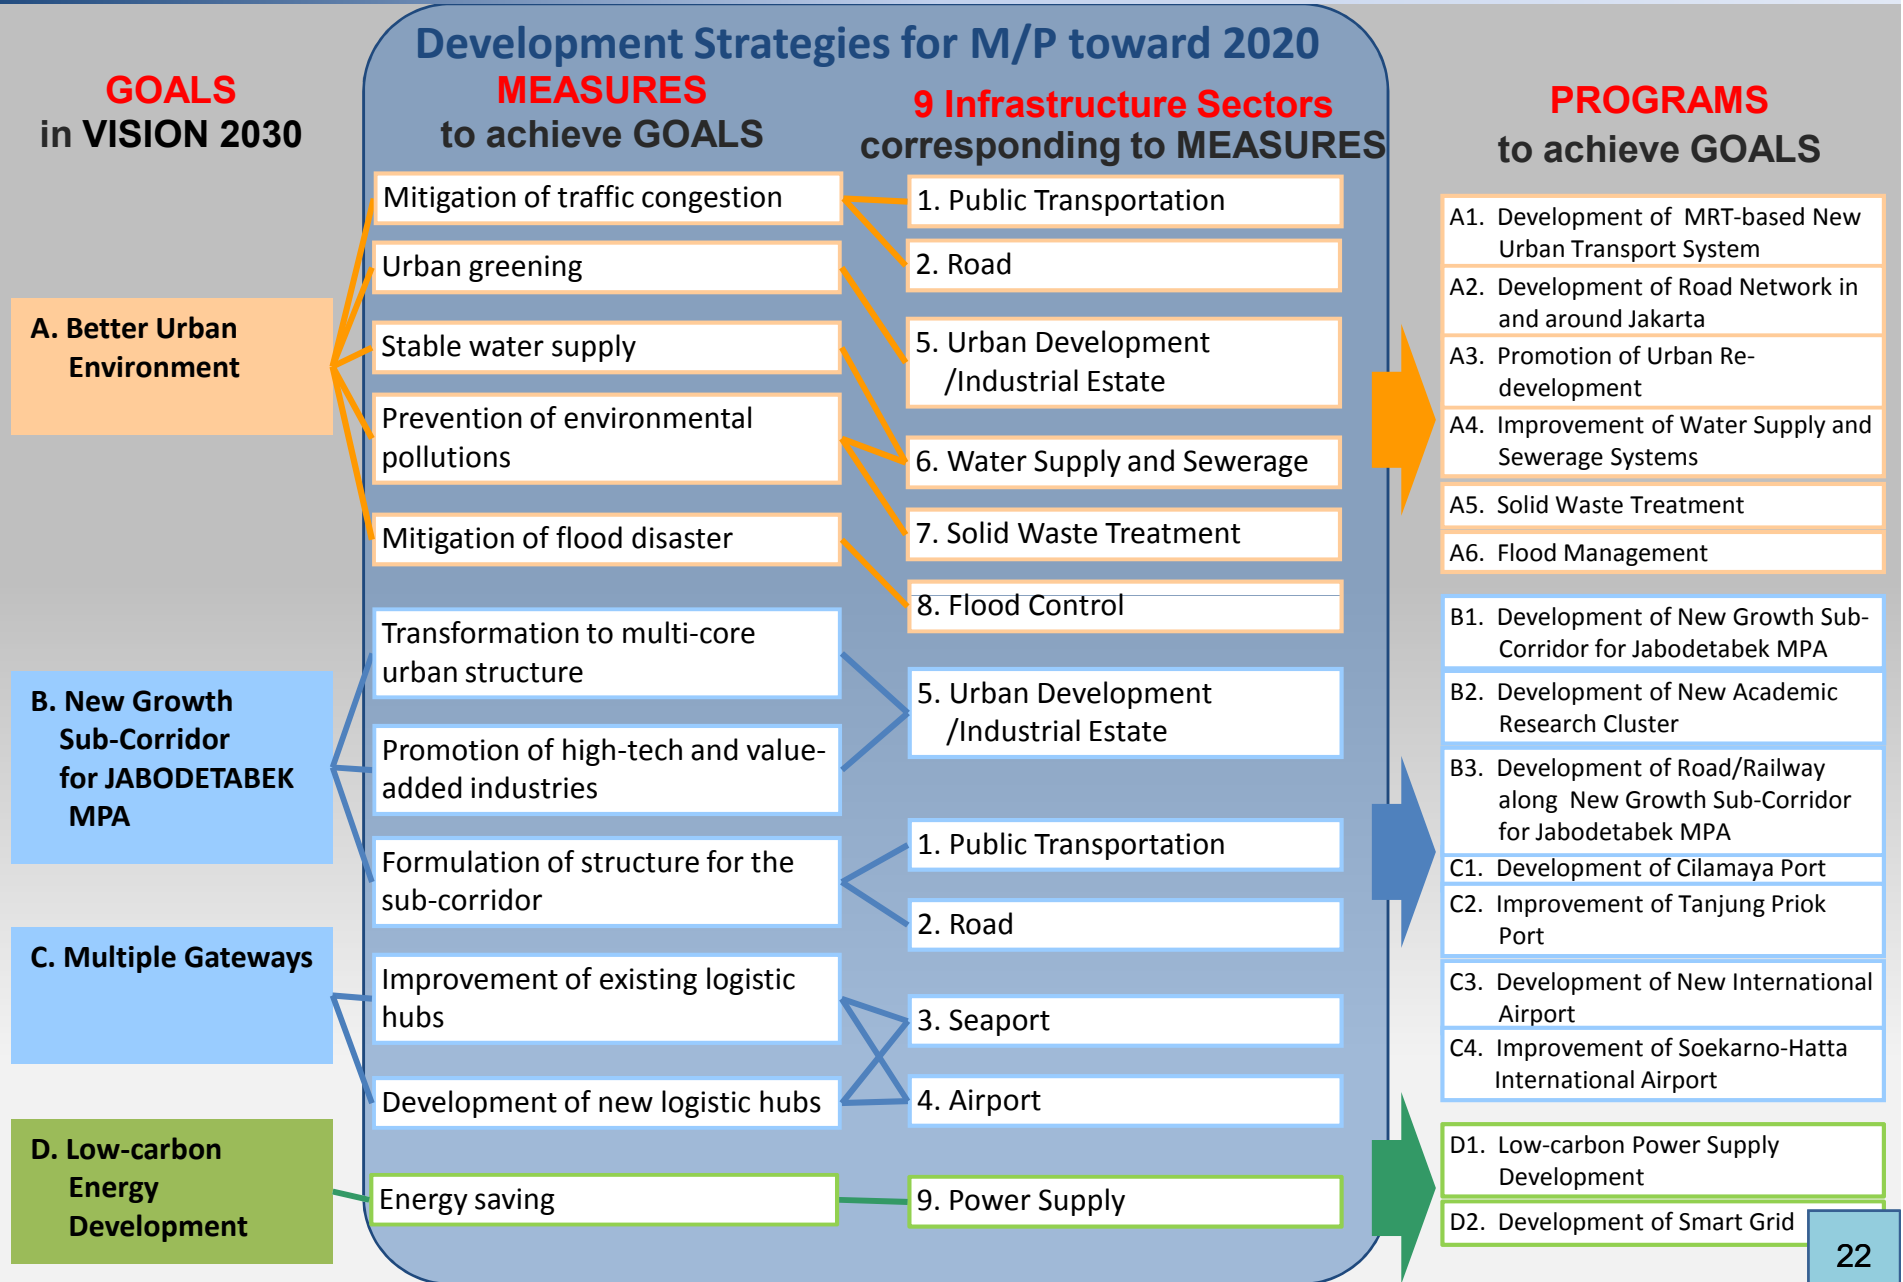 Development Strategies for M/P toward 2020
GOALS
in VISION 2030
MEASURES
to achieve GOALS
9 Infrastructure Sectors
corresponding to MEASURES
PROGRAMS
to achieve GOALS
A. Better Urban
Environment
B. New Growth
Sub-Corridor
for JABODETABEK
MPA
C. Multiple Gateways
D. Low-carbon
Energy
Development
Mitigation of traffic congestion
Urban greening
Stable water supply
Prevention of environmental
pollutions
Mitigation of flood disaster
Transformation to multi-core
urban structure
Promotion of high-tech and value-
added industries
Formulation of structure for the
sub-corridor
Improvement of existing logistic
hubs
Development of new logistic hubs
Energy saving
1. Public Transportation
2. Road
5. Urban Development
/Industrial Estate
6. Water Supply and Sewerage
7. Solid Waste Treatment
8. Flood Control
5. Urban Development
/Industrial Estate
1. Public Transportation
2. Road
3. Seaport
4. Airport
9. Power Supply
A1. Development of MRT-based New
Urban Transport System
A2. Development of Road Network in
and around Jakarta
A3. Promotion of Urban Re-
development
A4. Improvement of Water Supply and
Sewerage Systems
A5. Solid Waste Treatment
A6. Flood Management
B1. Development of New Growth Sub-
Corridor for Jabodetabek MPA
B2. Development of New Academic
Research Cluster
B3. Development of Road/Railway
along New Growth Sub-Corridor
for Jabodetabek MPA
C1. Development of Cilamaya Port
C2. Improvement of Tanjung Priok
Port
C3. Development of New International
Airport
C4. Improvement of Soekarno-Hatta
International Airport
D1. Low-carbon Power Supply
Development
D2. Development of Smart Grid
22